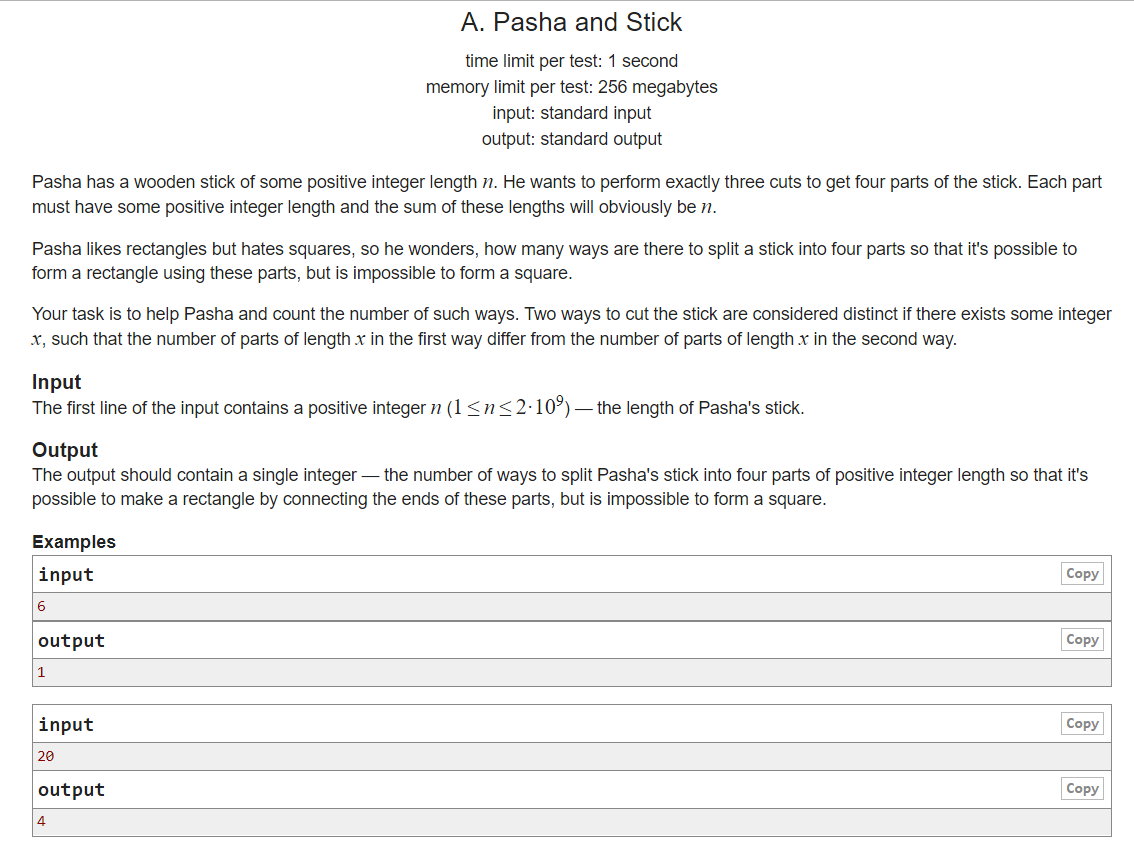 A. Pasha and Stick
time limit per test: 1 second
memory limit per test: 256 megabytes
input: standard input
output: standard output
Pasha has a wooden stick of some positive integer length n. He wants to perform exactly three cuts to get four parts of the stick. Each part
must have some positive integer length and the sum of these lengths will obviously be n.
Pasha likes rectangles but hates squares, so he wonders, how many ways are there to split a stick into four parts so that it's possible to
form a rectangle using these parts, but is impossible to form a square.
Your task is to help Pasha and count the number of such ways. Two ways to cut the stick are considered distinct if there exists some integer
x, such that the number of parts of length x in the first way differ from the number of parts of length x in the second way.
Input
The first line of the input contains a positive integer n (1 ≤ n ≤ 2·10⁹) — the length of Pasha's stick.
Output
The output should contain a single integer — the number of ways to split Pasha's stick into four parts of positive integer length so that it's
possible to make a rectangle by connecting the ends of these parts, but is impossible to form a square.
Examples
input Copy
6
output Copy
1
input Copy
20
output Copy
4